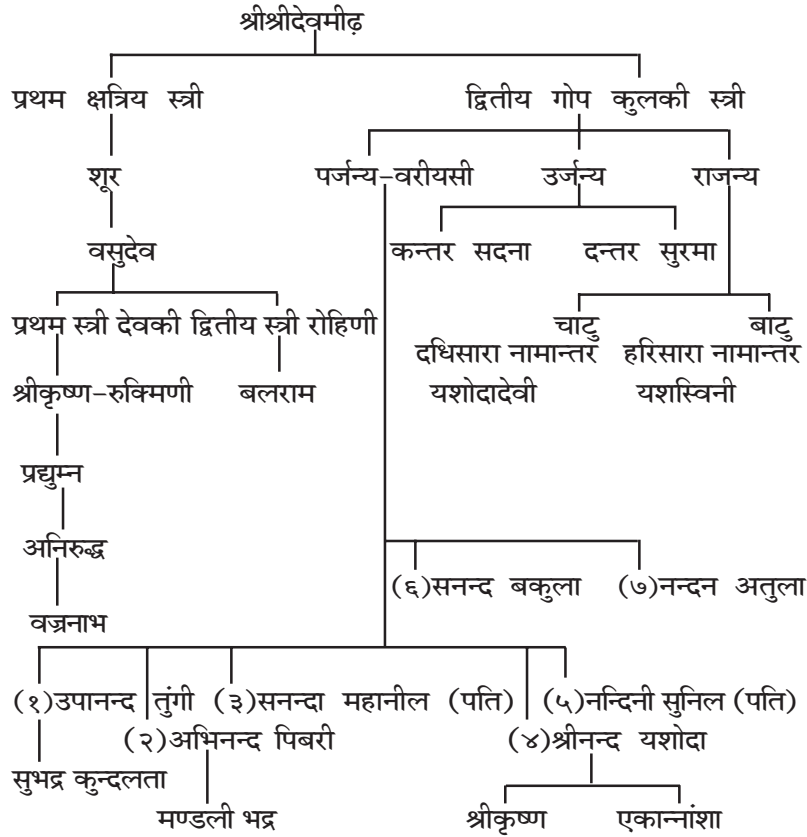 श्रीश्रीदेवमीढ़
प्रथम क्षत्रिय स्त्री द्वितीय गोप कुलकी स्त्री
शूर पर्जन्य-वरीयसी उर्जन्य राजन्य
वसुदेव कन्तर सदना दन्तर सुरमा
प्रथम स्त्री देवकी द्वितीय स्त्री रोहिणी चाटु बाटु
दधिसारा नामान्तर हरिसारा नामान्तर
श्रीकृष्ण-रुक्मिणी बलराम यशोदादेवी यशस्विनी
प्रद्युम्न
अनिरुद्ध
(६)सनन्द बकुला (७)नन्दन अतुला
वज्रनाभ
(१)उपानन्द तुंगी (३)सनन्दा महानील (पति) (५)नन्दिनी सुनिल (पति)
(२)अभिनन्द पिबरी (४)श्रीनन्द यशोदा
सुभद्र कुन्दलता
मण्डली भद्र श्रीकृष्ण एकान्नांशा